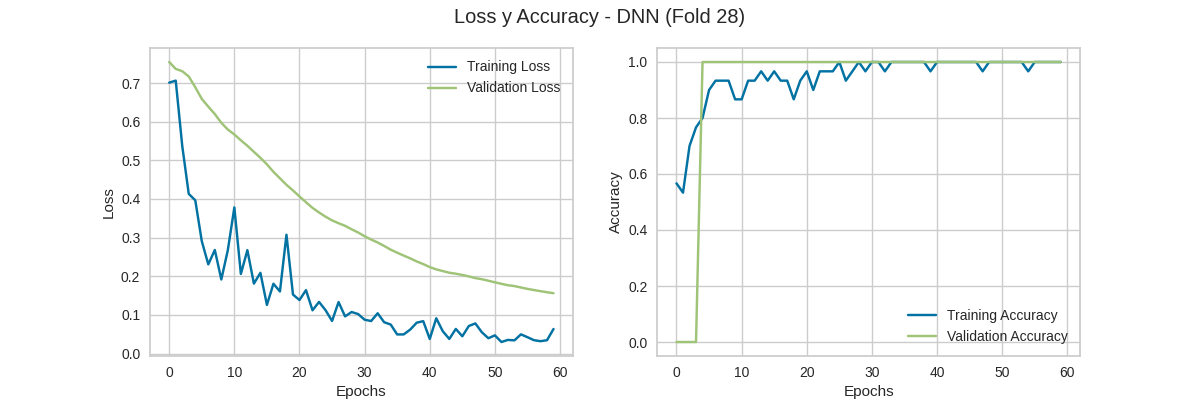 Loss y Accuracy - DNN (Fold 28)
Loss
0.7
0.6
0.5
0.4
0.3
0.2
0.1
0.0
Training Loss
Validation Loss
0 10 20 30 40 50 60
Epochs
Accuracy
1.0
0.8
0.6
0.4
0.2
0.0
Training Accuracy
Validation Accuracy
0 10 20 30 40 50 60
Epochs